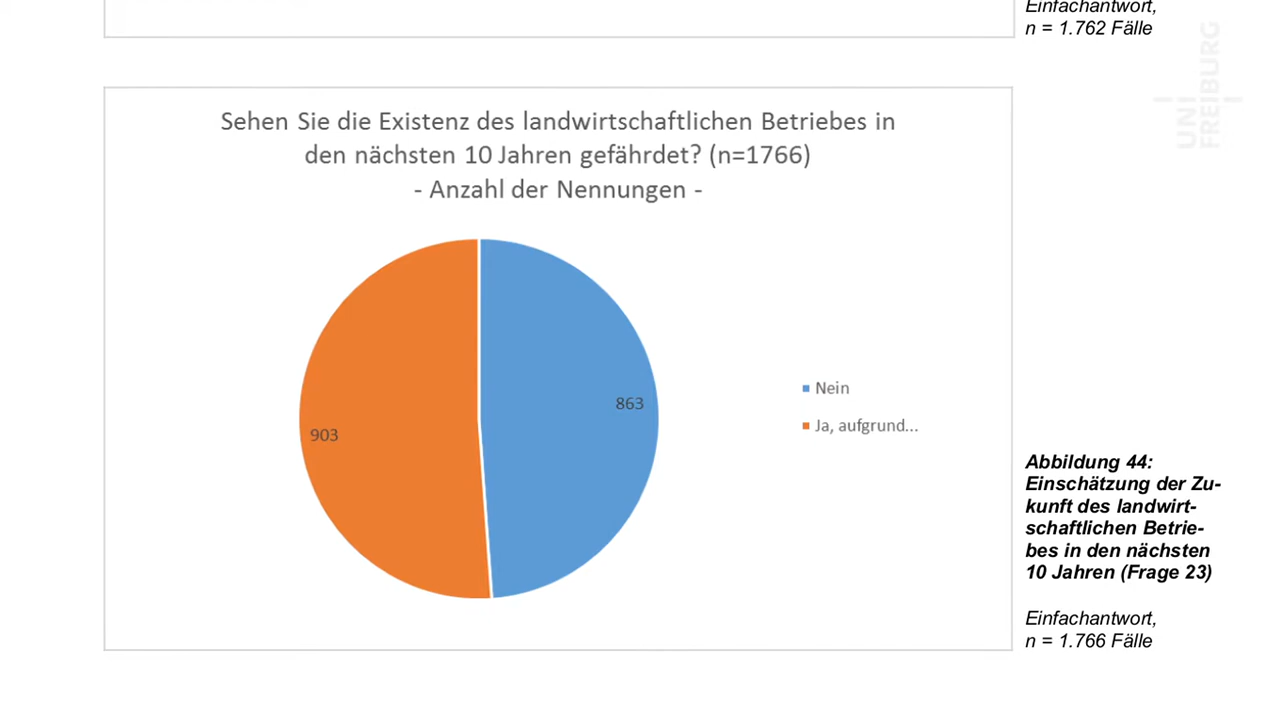 Einfachantwort,
n = 1.762 Fälle
UNI
FREIBURG
Sehen Sie die Existenz des landwirtschaftlichen Betriebes in
den nächsten 10 Jahren gefährdet? (n=1766)
- Anzahl der Nennungen -
863
903
Nein
Ja, aufgrund...
Abbildung 44:
Einschätzung der Zu-
kunft des landwirt-
schaftlichen Betrie-
bes in den nächsten
10 Jahren (Frage 23)
Einfachantwort,
n = 1.766 Fälle